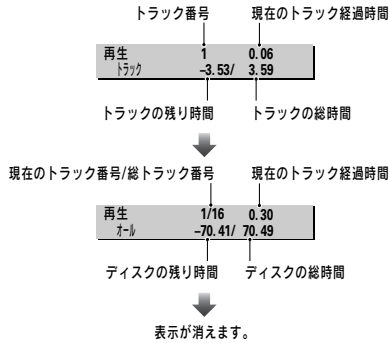 トラック番号 現在のトラック経過時間
再生 1 0.06
トラック −3.53/ 3.59
トラックの残り時間 トラックの総時間
現在のトラック番号/総トラック番号 現在のトラック経過時間
再生 1/16 0.30
オール −70.41/ 70.49
ディスクの残り時間 ディスクの総時間
表示が消えます。